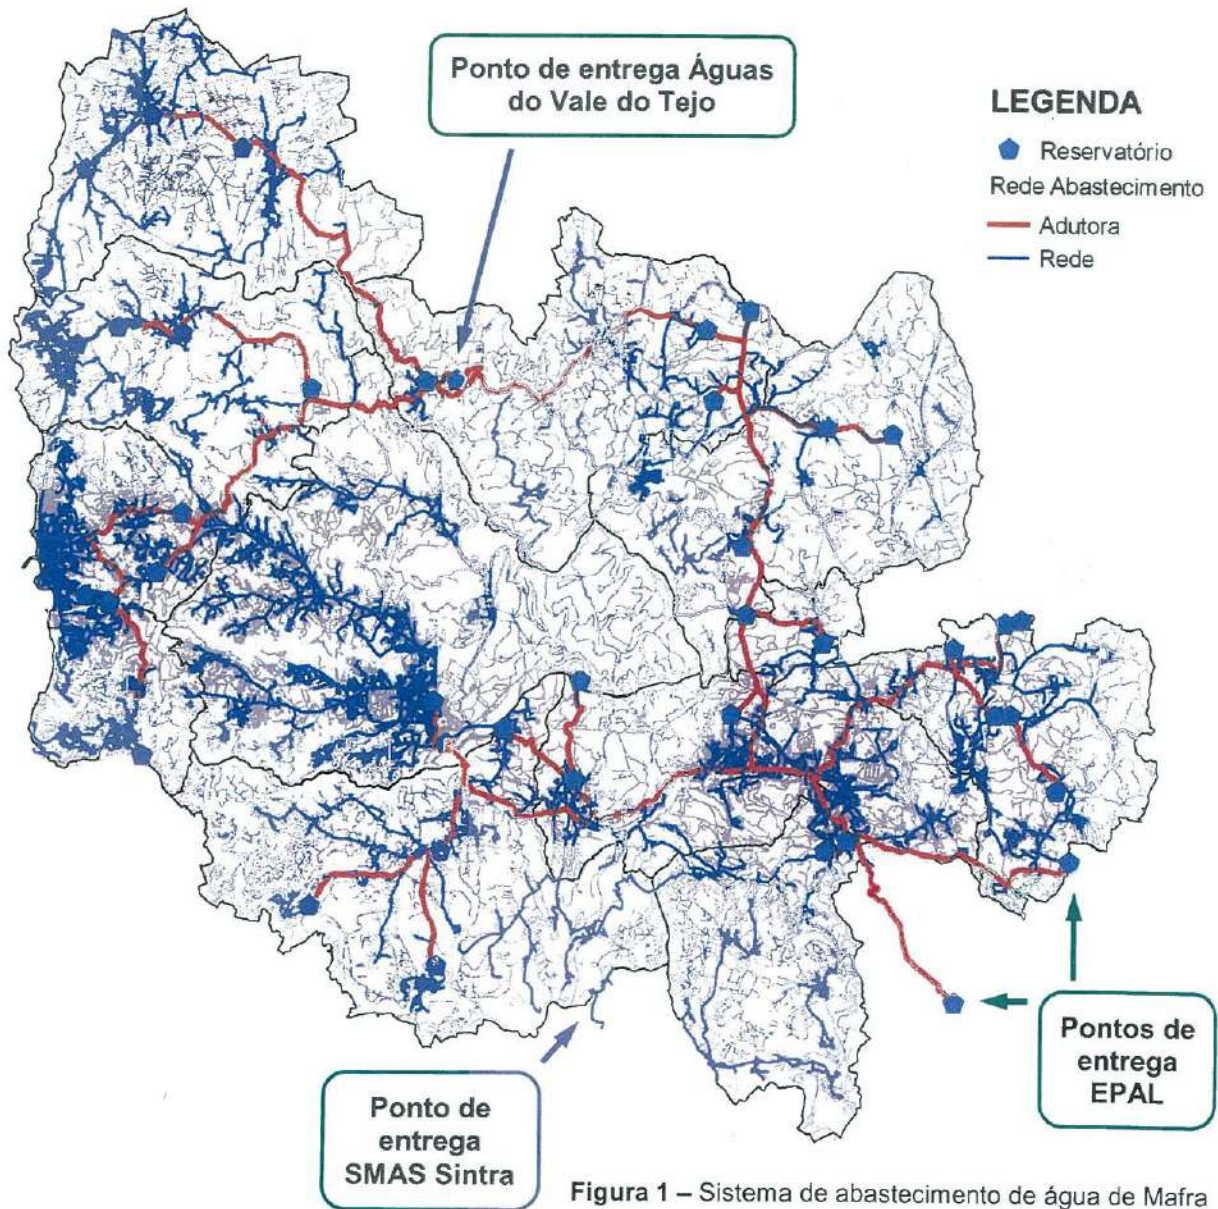 Ponto de entrega Águas
do Vale do Tejo
LEGENDA
Reservatório
Rede Abastecimento
Adutora
Rede
Pontos de
entrega
EPAL
Ponto de
entrega
SMAS Sintra
Figura 1 – Sistema de abastecimento de água de Mafra